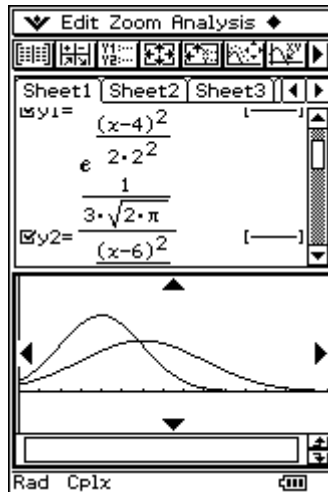 Edit Zoom Analysis
Sheet1 Sheet2 Sheet3
y1=
(x-4)²
e 2·2²
1
3·√2·π
y2=
(x-6)²
Rad Cplx